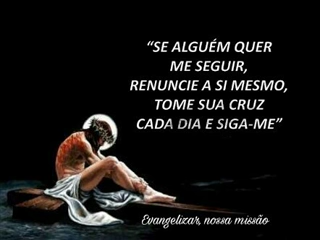 “SE ALGUÉM QUER
ME SEGUIR,
RENUNCIE A SI MESMO,
TOME SUA CRUZ
CADA DIA E SIGA-ME”
Evangelizar, nossa missão